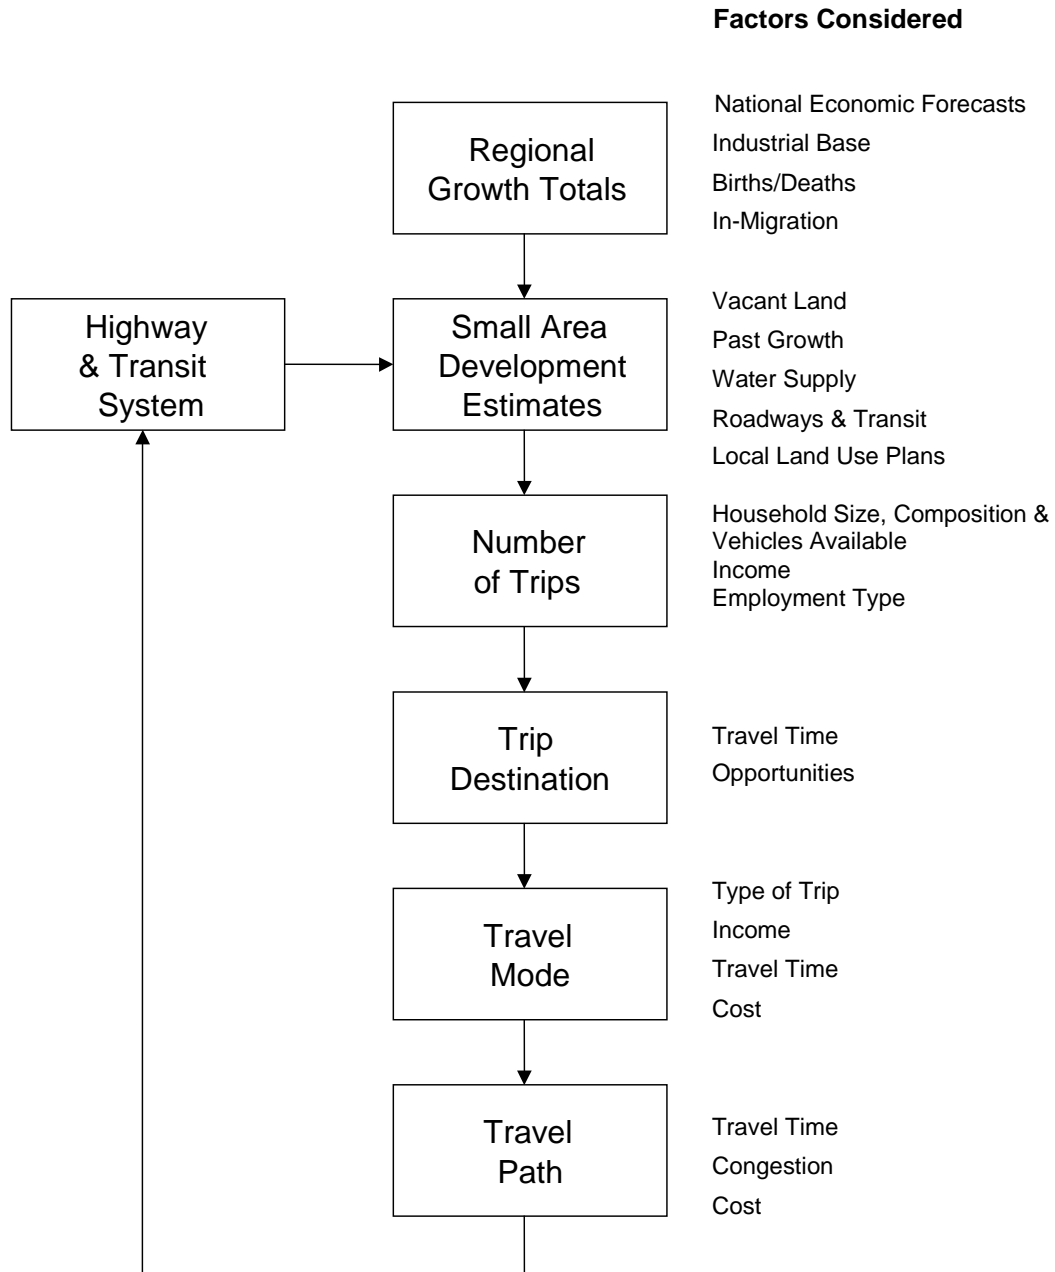 Factors Considered
Regional
Growth Totals
National Economic Forecasts
Industrial Base
Births/Deaths
In-Migration
Highway
& Transit
System
Small Area
Development
Estimates
Vacant Land
Past Growth
Water Supply
Roadways & Transit
Local Land Use Plans
Number
of Trips
Household Size, Composition &
Vehicles Available
Income
Employment Type
Trip
Destination
Travel Time
Opportunities
Travel
Mode
Type of Trip
Income
Travel Time
Cost
Travel
Path
Travel Time
Congestion
Cost